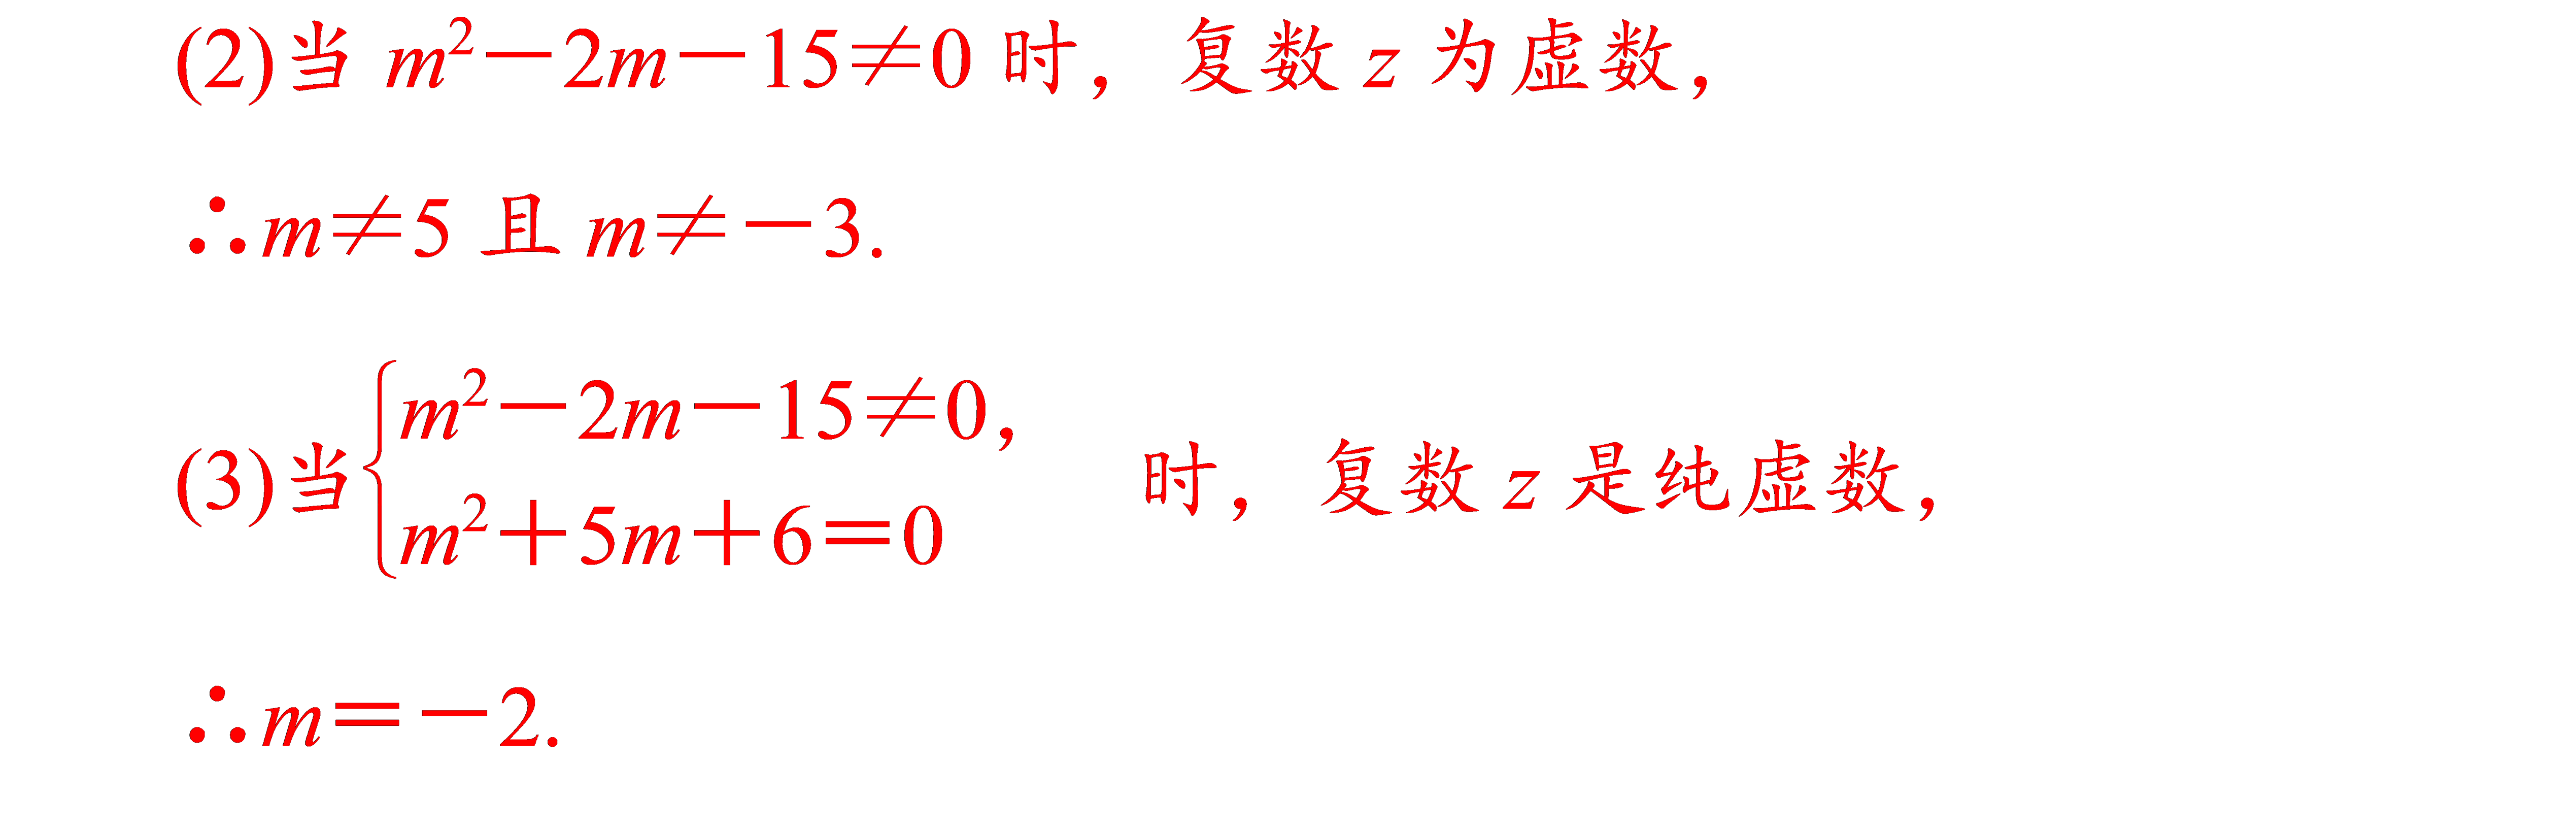 (2)当 m²－2m－15≠0 时，复数 z 为虚数，
∴m≠5 且 m≠－3.
(3)当{m²－2m－15≠0，
m²＋5m＋6＝0 时，复数 z 是纯虚数，
∴m＝－2.